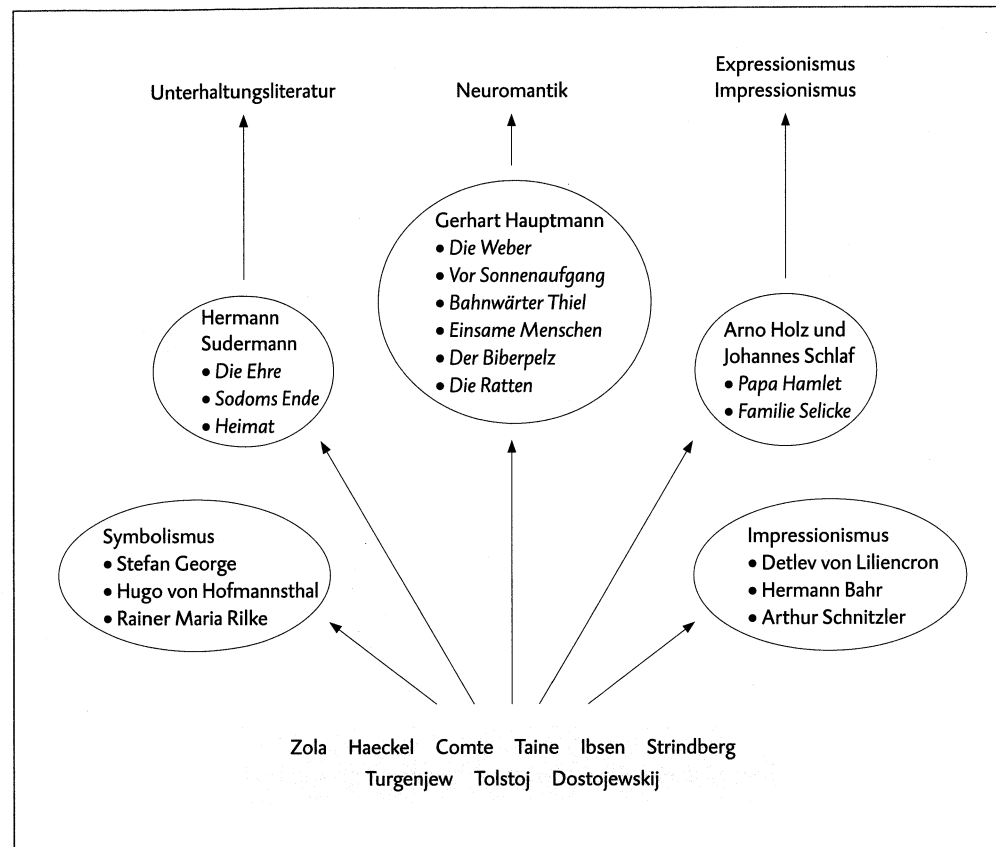 Unterhaltungsliteratur
Neuromantik
Expressionismus
Impressionismus
Gerhart Hauptmann
• Die Weber
• Vor Sonnenaufgang
• Bahnwärter Thiel
• Einsame Menschen
• Der Biberpelz
• Die Ratten
Hermann
Sudermann
• Die Ehre
• Sodoms Ende
• Heimat
Arno Holz und
Johannes Schlaf
• Papa Hamlet
• Familie Selicke
Symbolismus
• Stefan George
• Hugo von Hofmannsthal
• Rainer Maria Rilke
Impressionismus
• Detlev von Liliencron
• Hermann Bahr
• Arthur Schnitzler
Zola Haeckel Comte Taine Ibsen Strindberg
Turgenjew Tolstoj Dostojewskij